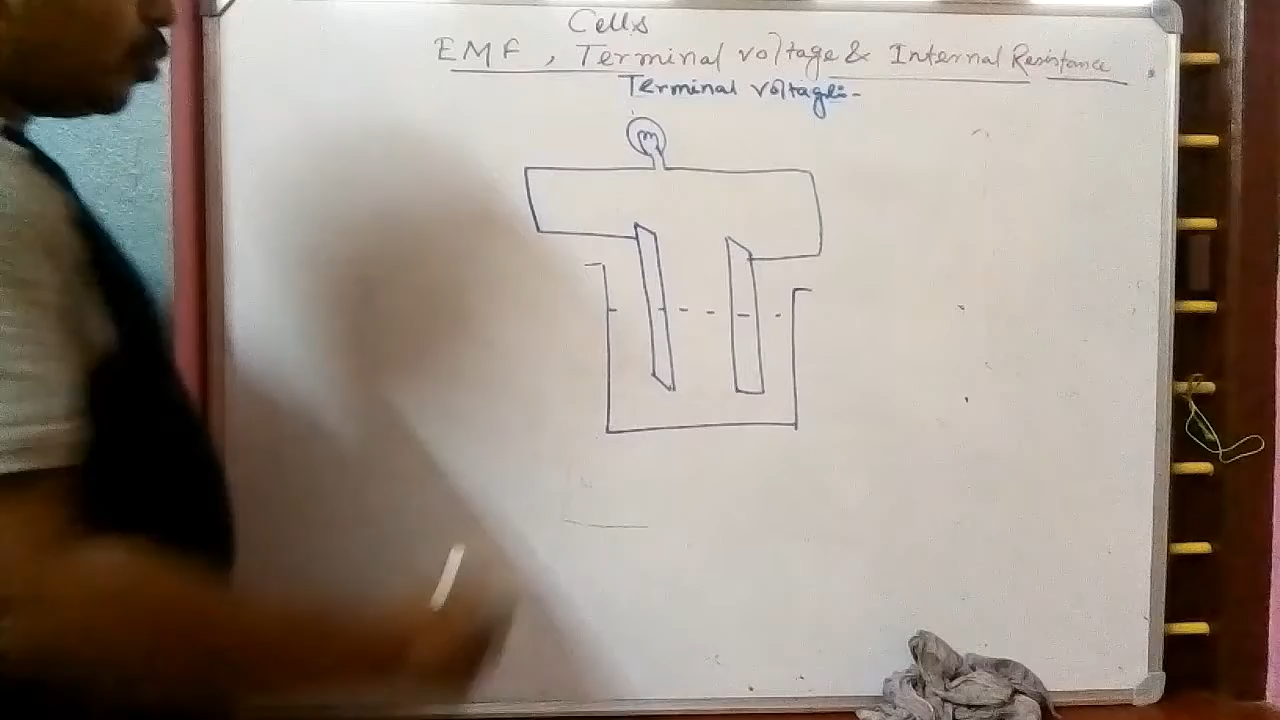 Cells
EMF, Terminal voltage & Internal Resistance
Terminal voltage:-